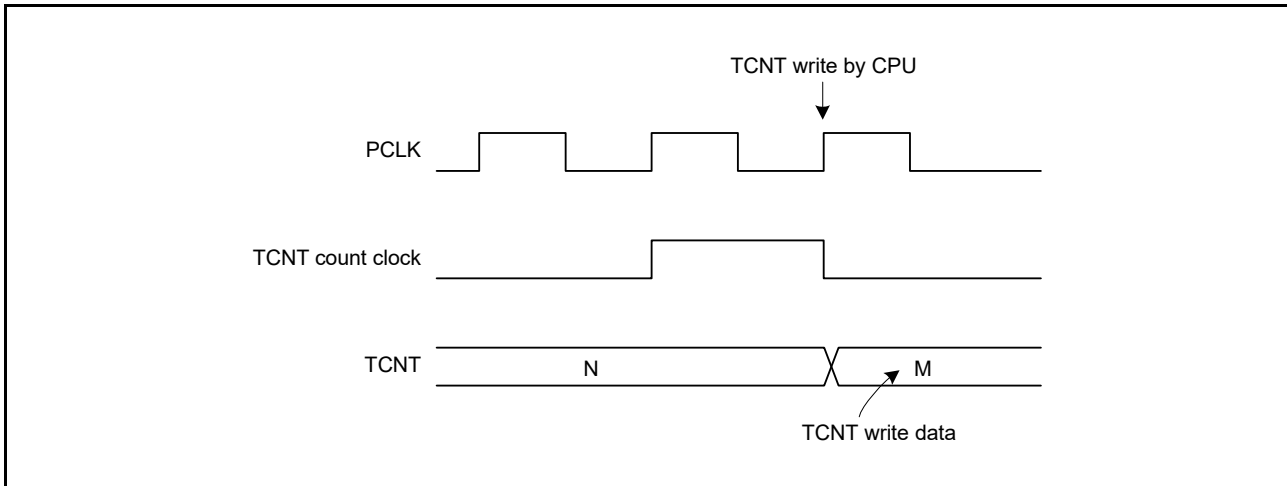 TCNT write by CPU
PCLK
TCNT count clock
TCNT
N
M
TCNT write data